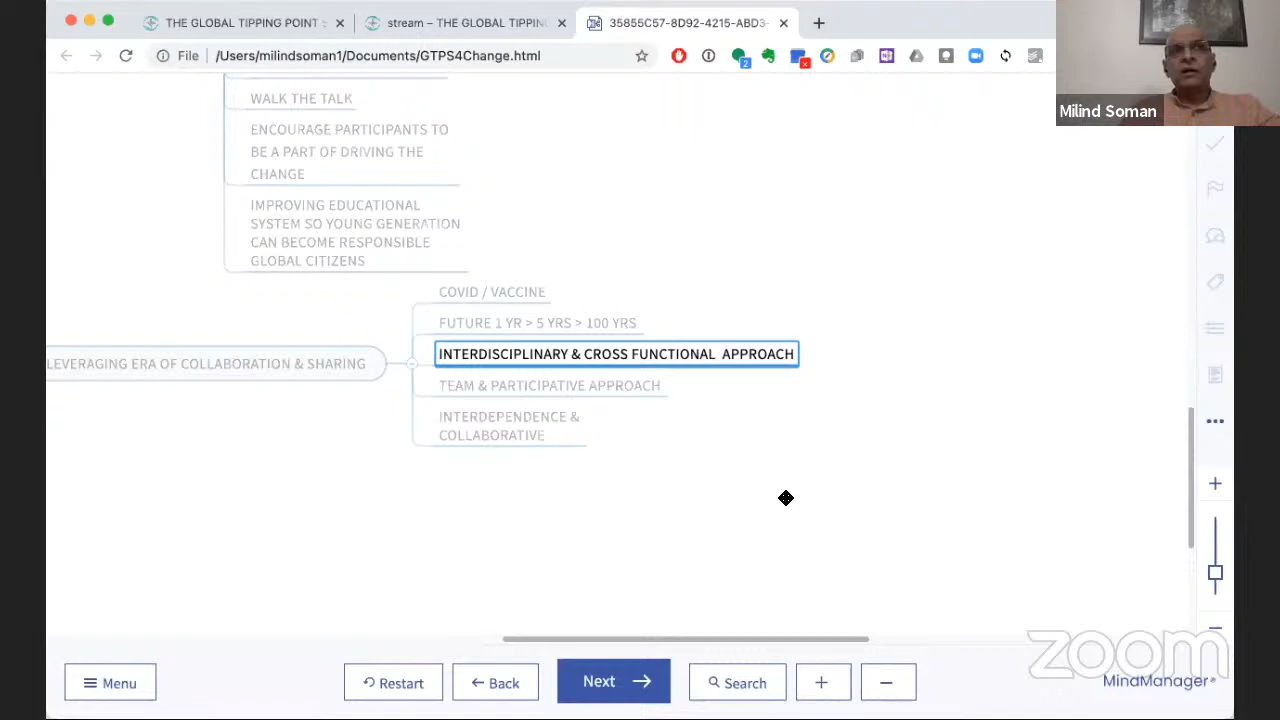 THE GLOBAL TIPPING POINT
stream – THE GLOBAL TIPPIN
35855C57-8D92-4215-ABD3-
File
/Users/milindsoman1/Documents/GTPS4Change.html
2
Milind Soman
WALK THE TALK
ENCOURAGE PARTICIPANTS TO
BE A PART OF DRIVING THE
CHANGE
IMPROVING EDUCATIONAL
SYSTEM SO YOUNG GENERATION
CAN BECOME RESPONSIBLE
GLOBAL CITIZENS
COVID / VACCINE
FUTURE 1 YR > 5 YRS > 100 YRS
INTERDISCIPLINARY & CROSS FUNCTIONAL APPROACH
LEVERAGING ERA OF COLLABORATION & SHARING
TEAM & PARTICIPATIVE APPROACH
INTERDEPENDENCE &
COLLABORATIVE
zoom
MindManager
Menu
Restart
Back
Next
Search